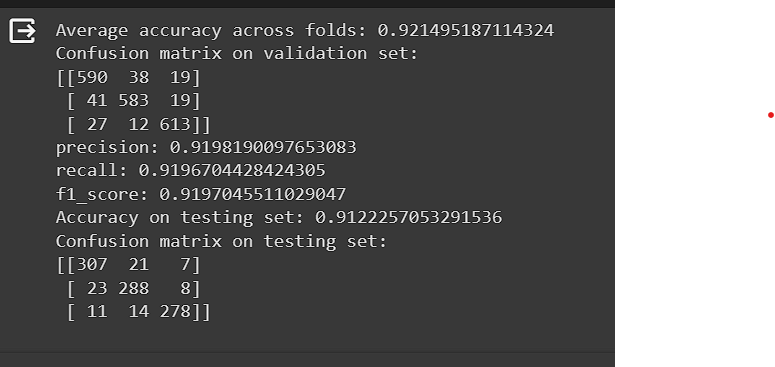 Average accuracy across folds: 0.921495187114324
Confusion matrix on validation set:
[[590  38  19]
 [ 41 583  19]
 [ 27  12 613]]
precision: 0.9198190097653083
recall: 0.9196704428424305
f1_score: 0.9197045511029047
Accuracy on testing set: 0.9122257053291536
Confusion matrix on testing set:
[[307  21   7]
 [ 23 288   8]
 [ 11  14 278]]